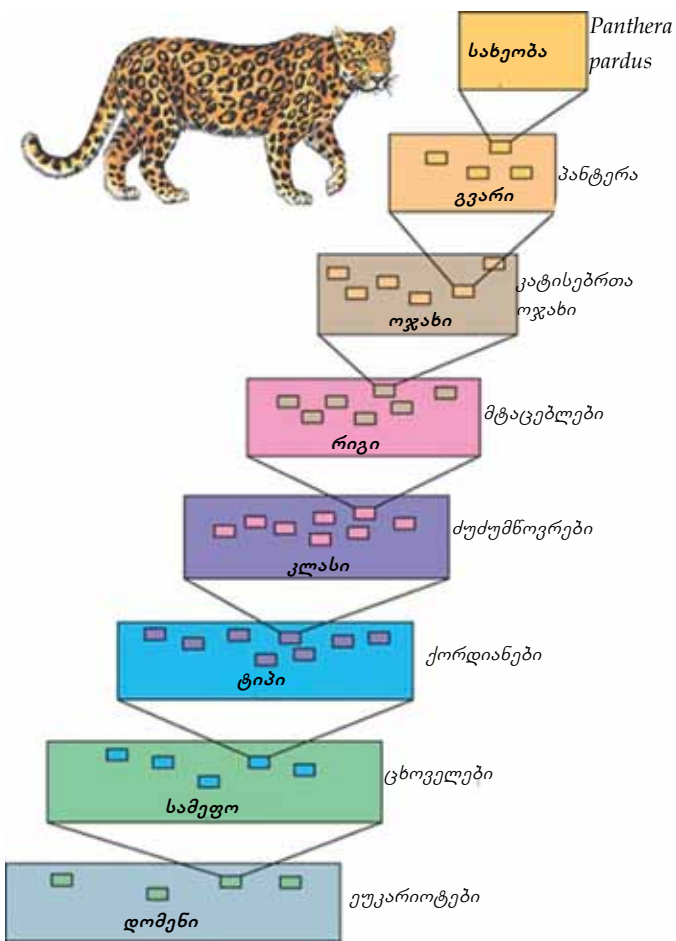 სახეობა
Panthera
pardus
გვარი
პანტერა
ოჯახი
კატისებრთა
ოჯახი
რიგი
მტაცებლები
კლასი
ძუძუმწოვრები
ტიპი
ქორდიანები
სამეფო
ცხოველები
დომენი
ეუკარიოტები